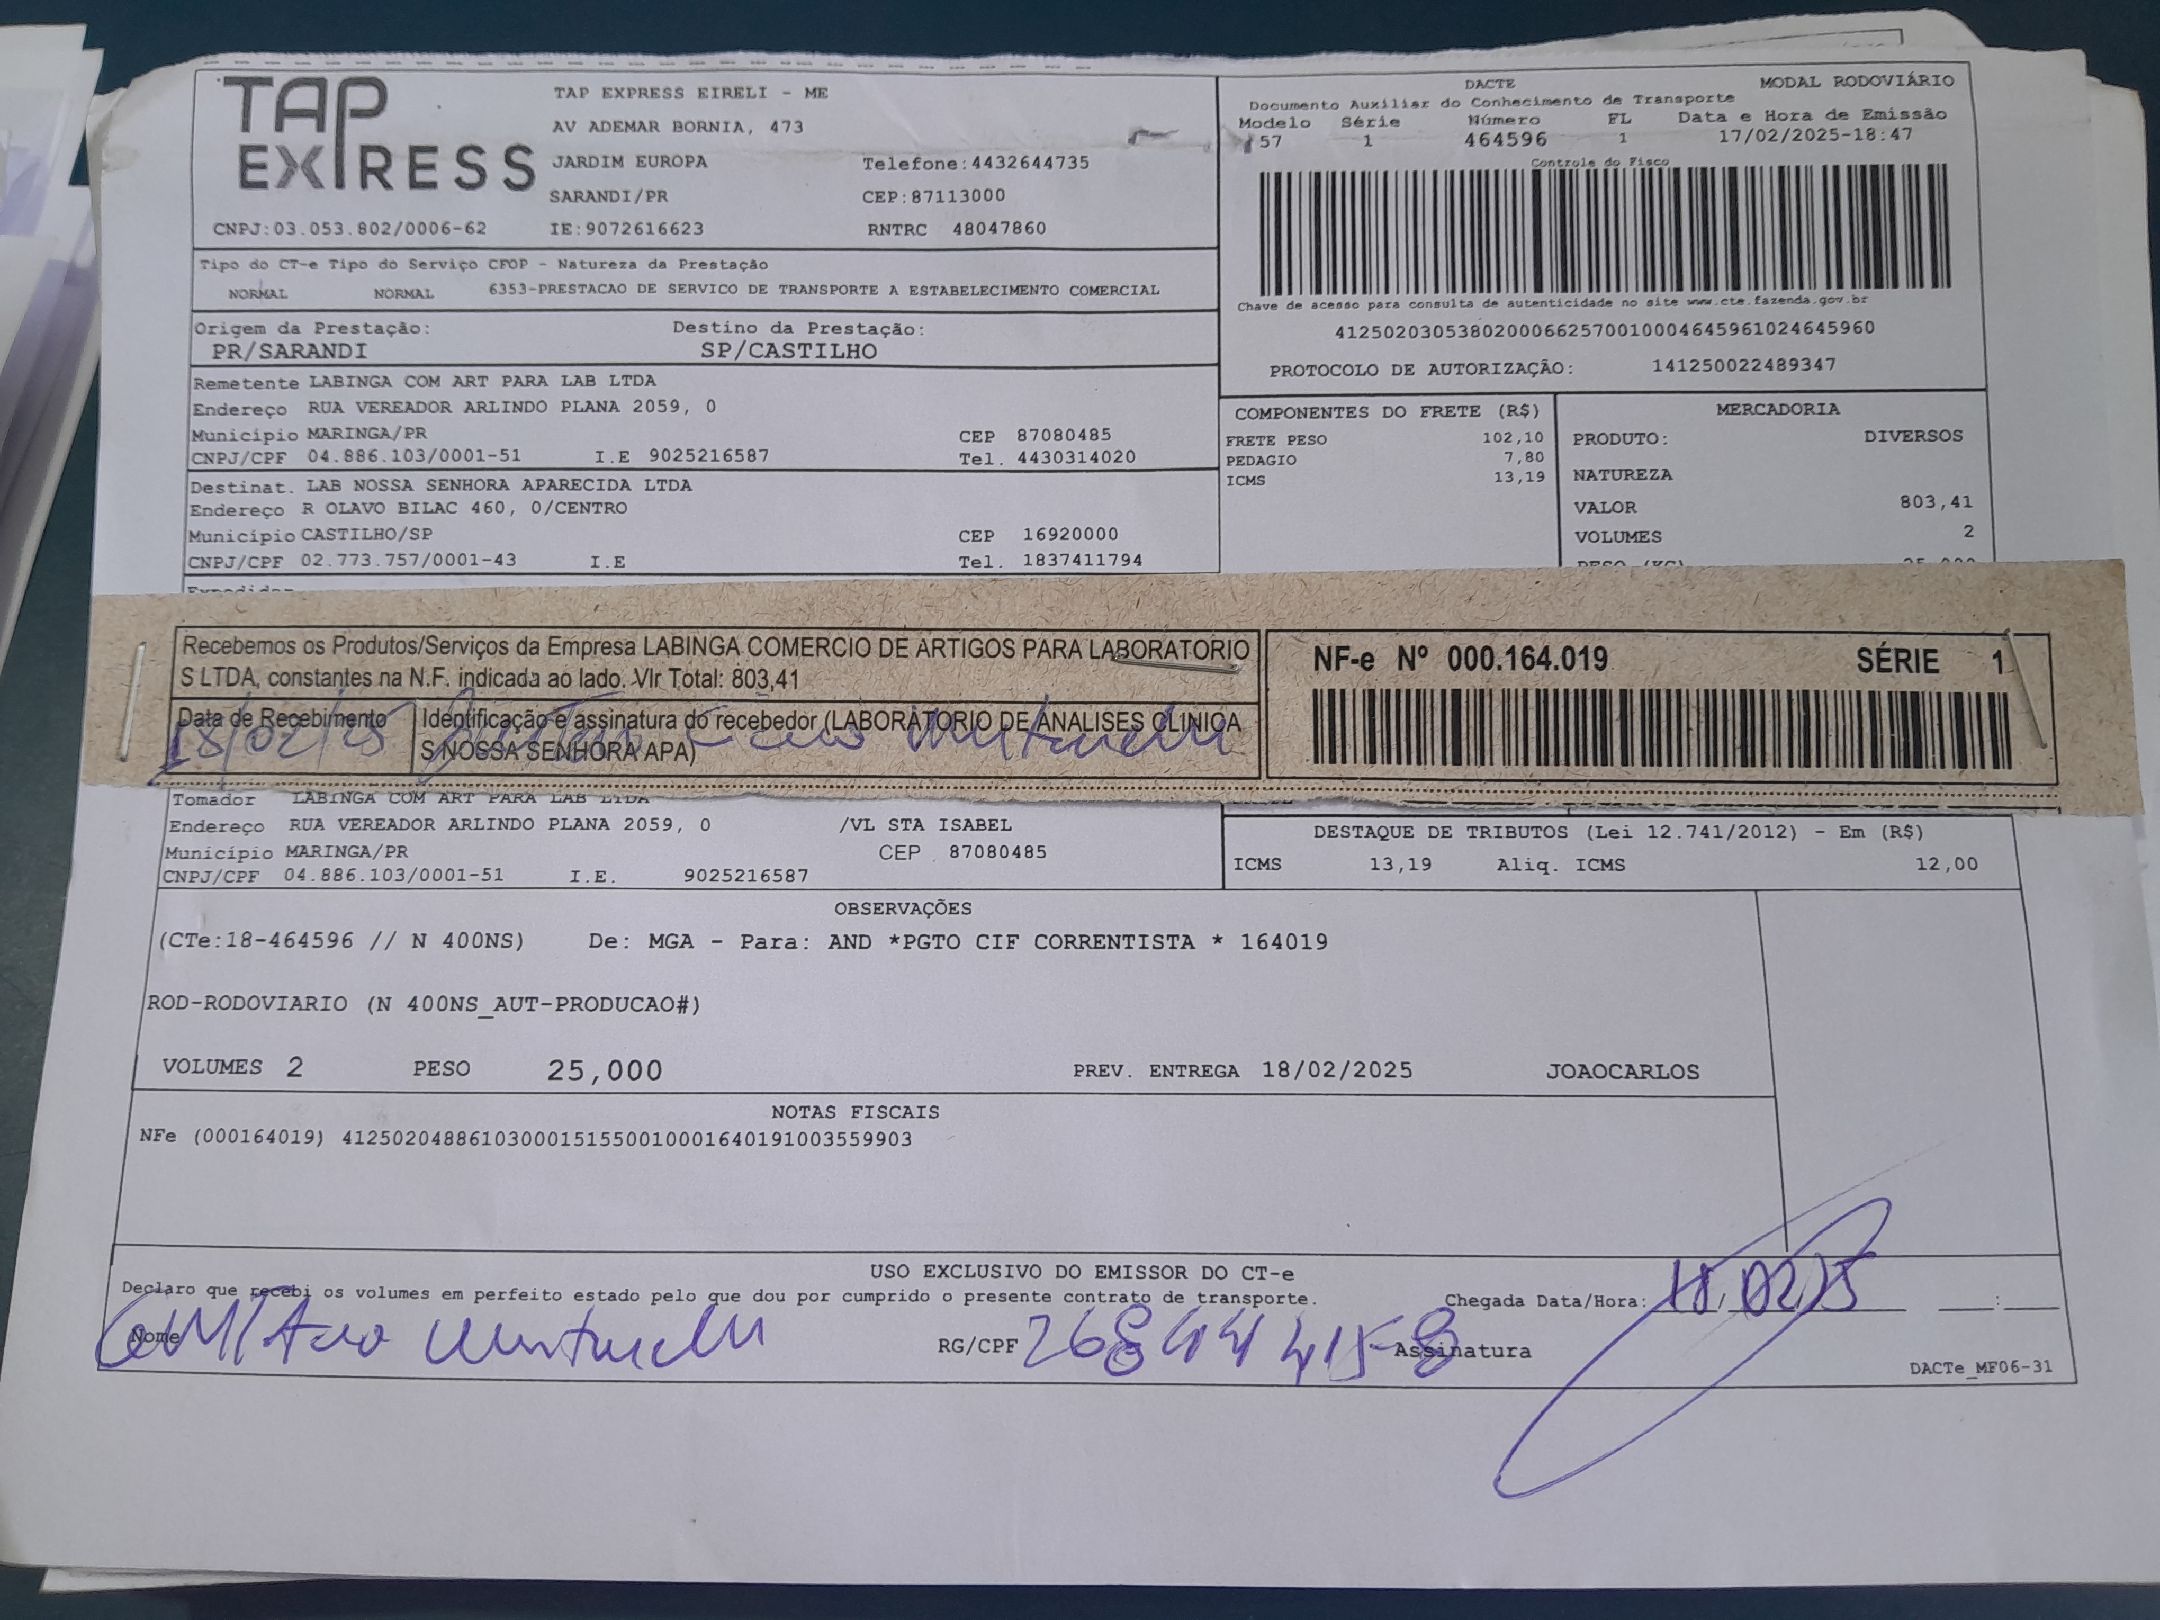 TAP EXPRESS
TAP EXPRESS EIRELI - ME
AV ADEMAR BORNIA, 473
JARDIM EUROPA Telefone:4432644735
SARANDI/PR CEP:87113000
CNPJ:03.053.802/0006-62 IE:9072616623 RNTRC 48047860
DACTE MODAL RODOVIÁRIO
Documento Auxiliar do Conhecimento de Transporte
Modelo Série Número FL Data e Hora de Emissão
57 1 464596 1 17/02/2025-18:47
Controle do Fisco
Chave de acesso para consulta de autenticidade no site www.cte.fazenda.gov.br
41250203053802000662570010004645961024645960
PROTOCOLO DE AUTORIZAÇÃO: 141250022489347
Tipo do CT-e Tipo do Serviço CFOP - Natureza da Prestação
NORMAL NORMAL 6353-PRESTACAO DE SERVICO DE TRANSPORTE A ESTABELECIMENTO COMERCIAL
Origem da Prestação: Destino da Prestação:
PR/SARANDI SP/CASTILHO
Remetente LABINGA COM ART PARA LAB LTDA
Endereço RUA VEREADOR ARLINDO PLANA 2059, 0
Município MARINGA/PR CEP 87080485
CNPJ/CPF 04.886.103/0001-51 I.E 9025216587 Tel. 4430314020
Destinat. LAB NOSSA SENHORA APARECIDA LTDA
Endereço R OLAVO BILAC 460, 0/CENTRO
Município CASTILHO/SP CEP 16920000
CNPJ/CPF 02.773.757/0001-43 I.E Tel. 1837411794
COMPONENTES DO FRETE (R$)
FRETE PESO 102,10
PEDAGIO 7,80
ICMS 13,19
MERCADORIA
PRODUTO: DIVERSOS
NATUREZA
VALOR 803,41
VOLUMES 2
PESO (KG) 25,000
Recebemos os Produtos/Serviços da Empresa LABINGA COMERCIO DE ARTIGOS PARA LABORATORIO
S LTDA, constantes na N.F. indicada ao lado. Vlr Total: 803,41
Data de Recebimento Identificação e assinatura do recebedor (LABORATORIO DE ANALISES CLINICA
S NOSSA SENHORA APA)
18/02/25
NF-e Nº 000.164.019 SÉRIE 1
Tomador LABINGA COM ART PARA LAB LTDA
Endereço RUA VEREADOR ARLINDO PLANA 2059, 0 /VL STA ISABEL
Município MARINGA/PR CEP 87080485
CNPJ/CPF 04.886.103/0001-51 I.E. 9025216587
DESTAQUE DE TRIBUTOS (Lei 12.741/2012) - Em (R$)
ICMS 13,19 Aliq. ICMS 12,00
OBSERVAÇÕES
(CTe:18-464596 // N 400NS) De: MGA - Para: AND *PGTO CIF CORRENTISTA * 164019
ROD-RODOVIARIO (N 400NS_AUT-PRODUCAO#)
VOLUMES 2 PESO 25,000 PREV. ENTREGA 18/02/2025 JOAOCARLOS
NOTAS FISCAIS
NFe (000164019) 41250204886103000151550010001640191003559903
USO EXCLUSIVO DO EMISSOR DO CT-e
Declaro que recebi os volumes em perfeito estado pelo que dou por cumprido o presente contrato de transporte. Chegada Data/Hora: 18/02/25 __:__
Nome RG/CPF 26844415-8 Assinatura
DACTe_MF06-31